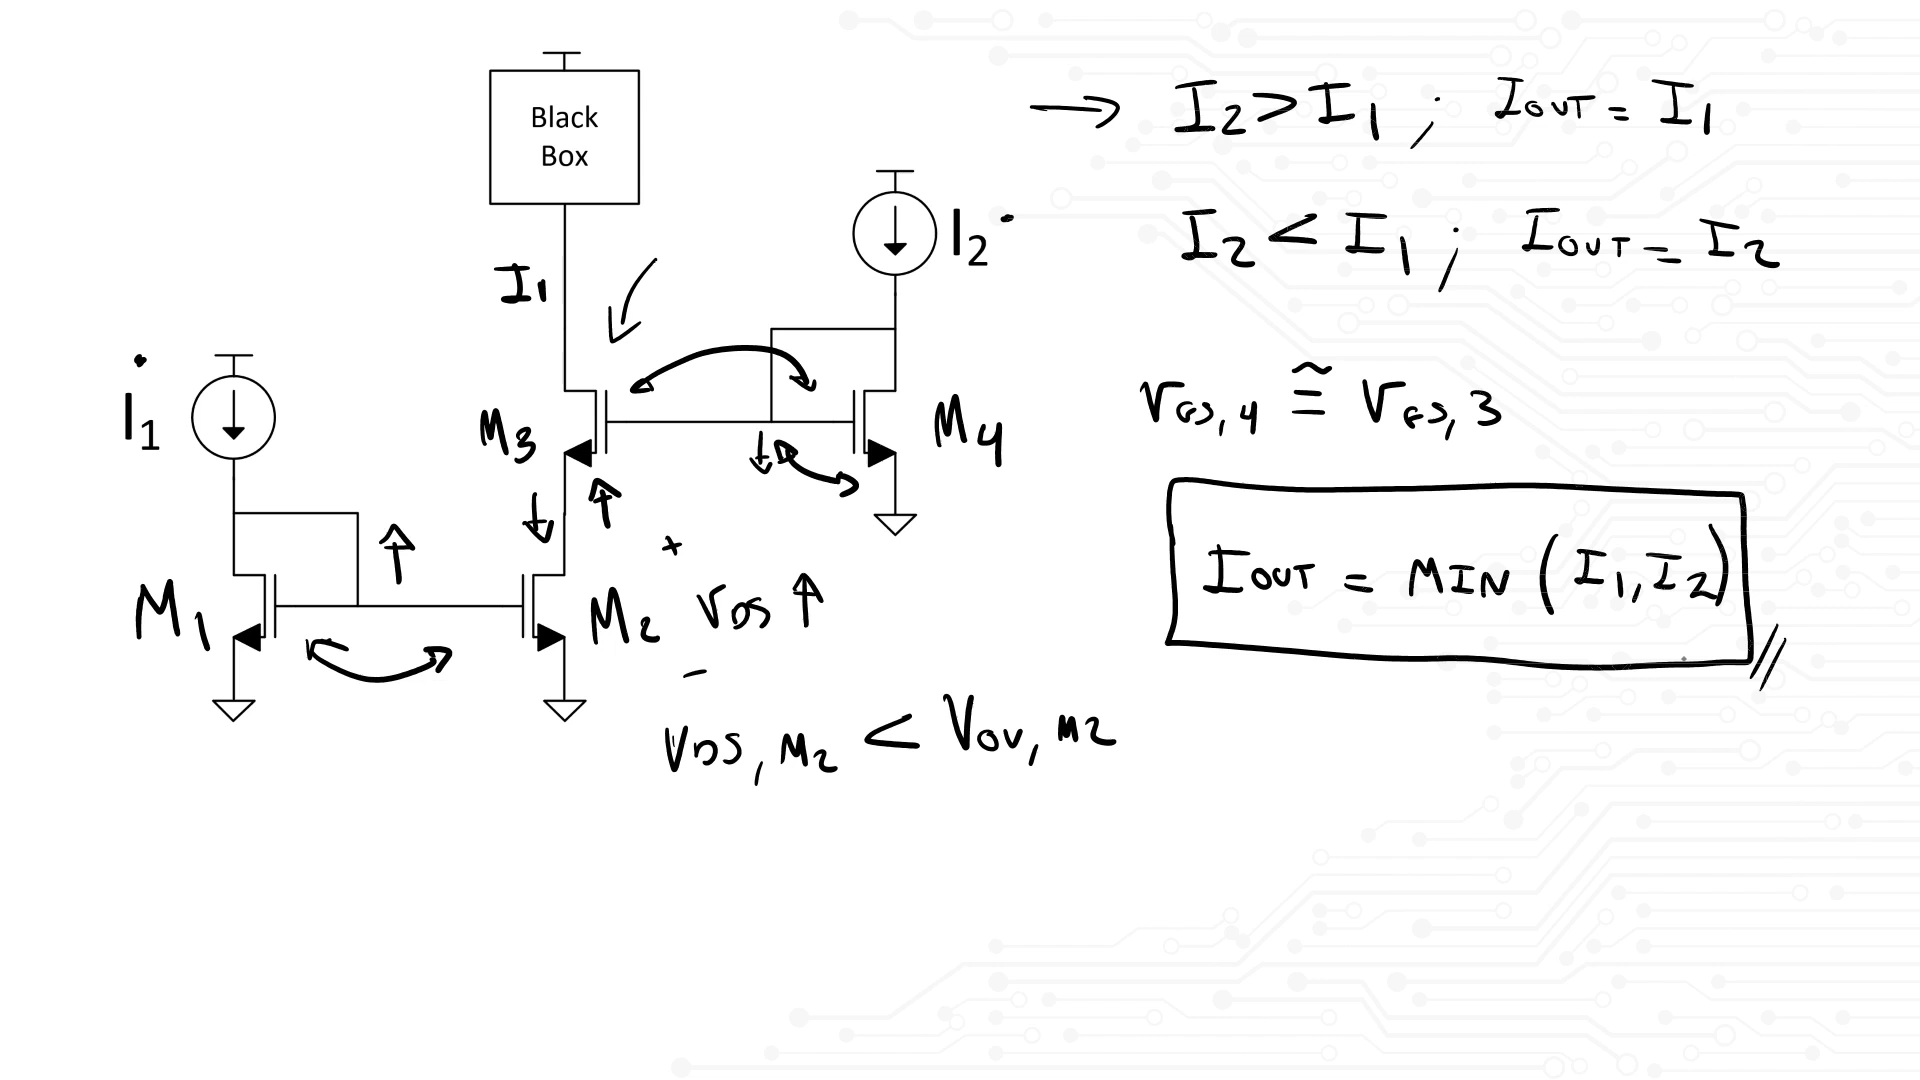 Black
Box
→ I2 > I1 ; IOUT = I1
I2
I2 < I1 ; IOUT = I2
I1
I1
M3
M4
VGS,4 ≅ VGS,3
+
M1
M2
VDS ↑
−
IOUT = MIN (I1, I2)
VDS,M2 < VOV,M2